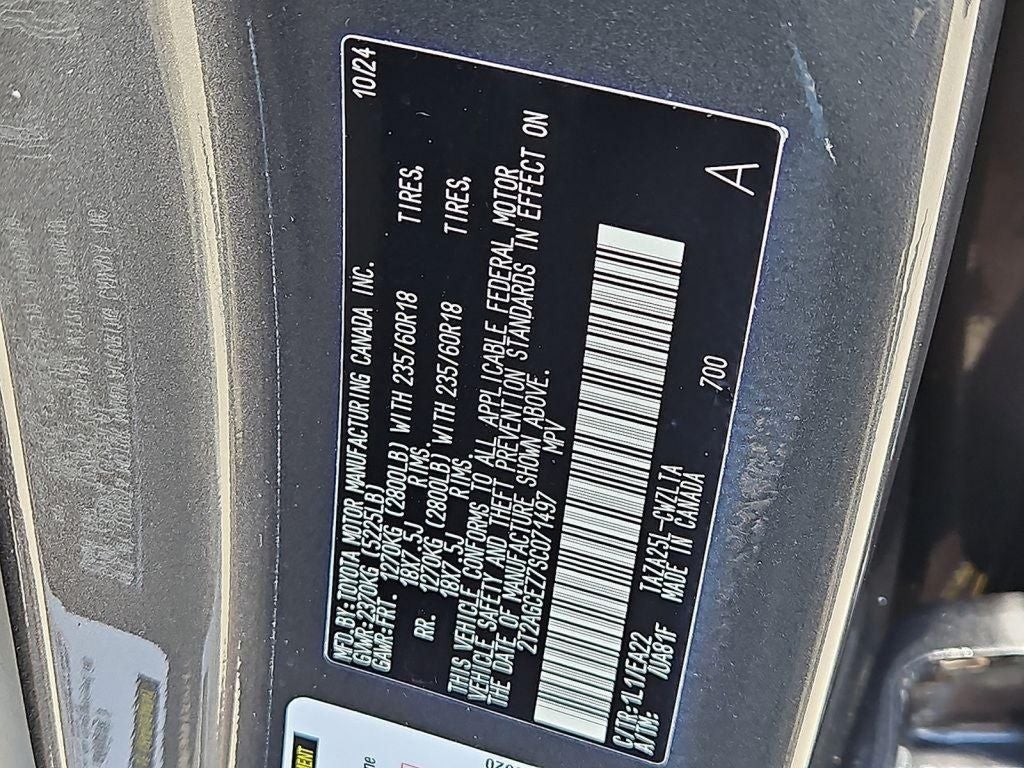 MFD.BY:TOYOTA MOTOR MANUFACTURING CANADA INC. 10/24
GVWR:2370KG (5225LB)
GAWR:FRT. 1270KG (2800LB) WITH 235/60R18 TIRES,
18X7.5J RIMS.
RR. 1270KG (2800LB) WITH 235/60R18 TIRES,
18X7.5J RIMS.
THIS VEHICLE CONFORMS TO ALL APPLICABLE FEDERAL MOTOR
VEHICLE SAFETY AND THEFT PREVENTION STANDARDS IN EFFECT ON
THE DATE OF MANUFACTURE SHOWN ABOVE.
2T2AGCEZ7SC071497 MPV
C/TR:1L1/EA22 TAZA25L-CWZLTA 700 A
A/TM: /UA81F MADE IN CANADA